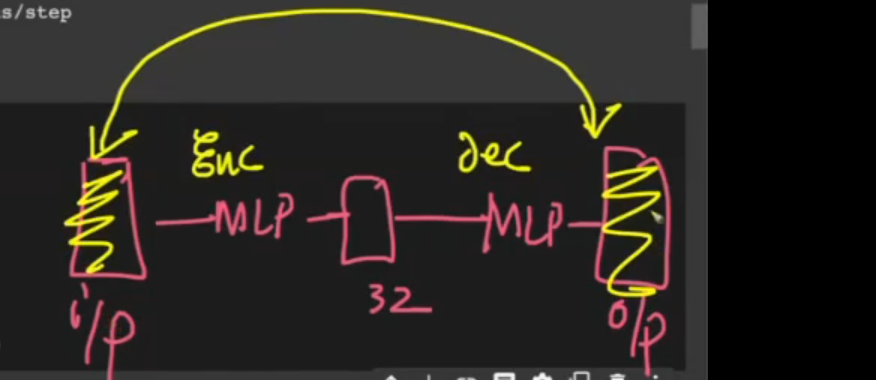 s/step
Enc
Dec
MLP
MLP
32
i/p
o/p